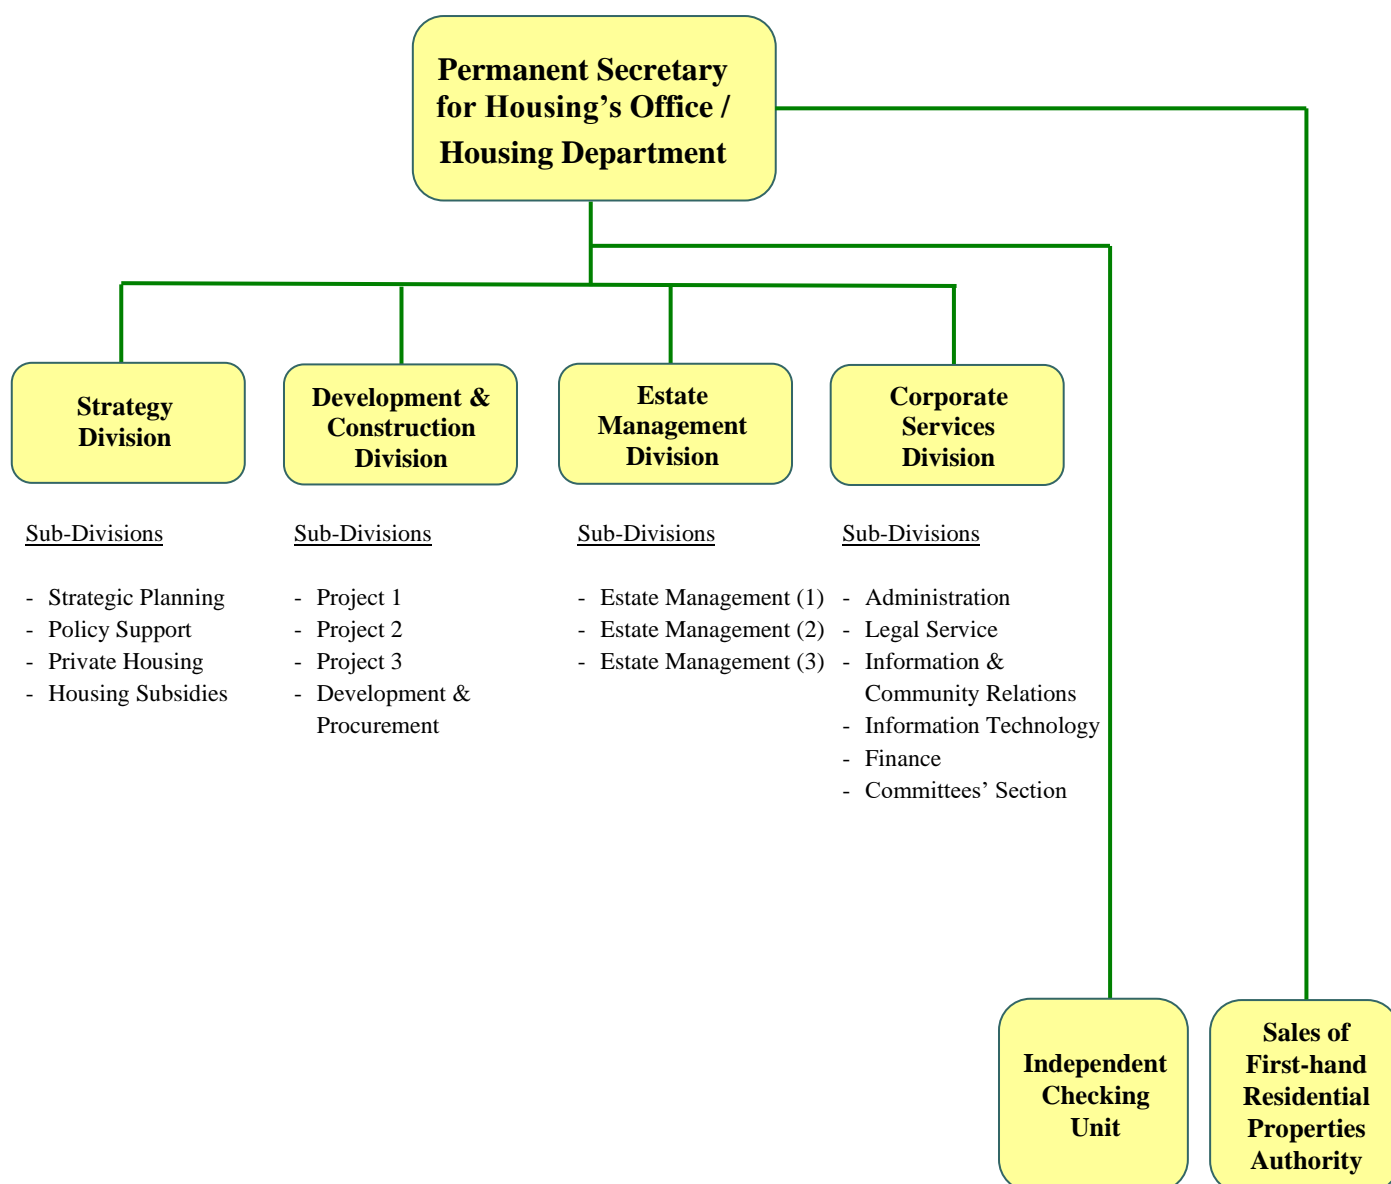 Permanent Secretary
for Housing’s Office /
Housing Department
Strategy
Division
Development &
Construction
Division
Estate
Management
Division
Corporate
Services
Division
Sub-Divisions
- Strategic Planning
- Policy Support
- Private Housing
- Housing Subsidies
Sub-Divisions
- Project 1
- Project 2
- Project 3
- Development &
Procurement
Sub-Divisions
- Estate Management (1)
- Estate Management (2)
- Estate Management (3)
Sub-Divisions
- Administration
- Legal Service
- Information &
Community Relations
- Information Technology
- Finance
- Committees’ Section
Independent
Checking
Unit
Sales of
First-hand
Residential
Properties
Authority